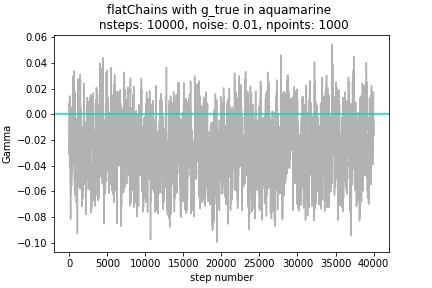 flatChains with g_true in aquamarine
nsteps: 10000, noise: 0.01, npoints: 1000
0.06
0.04
0.02
0.00
−0.02
−0.04
−0.06
−0.08
−0.10
Gamma
0 5000 10000 15000 20000 25000 30000 35000 40000
step number